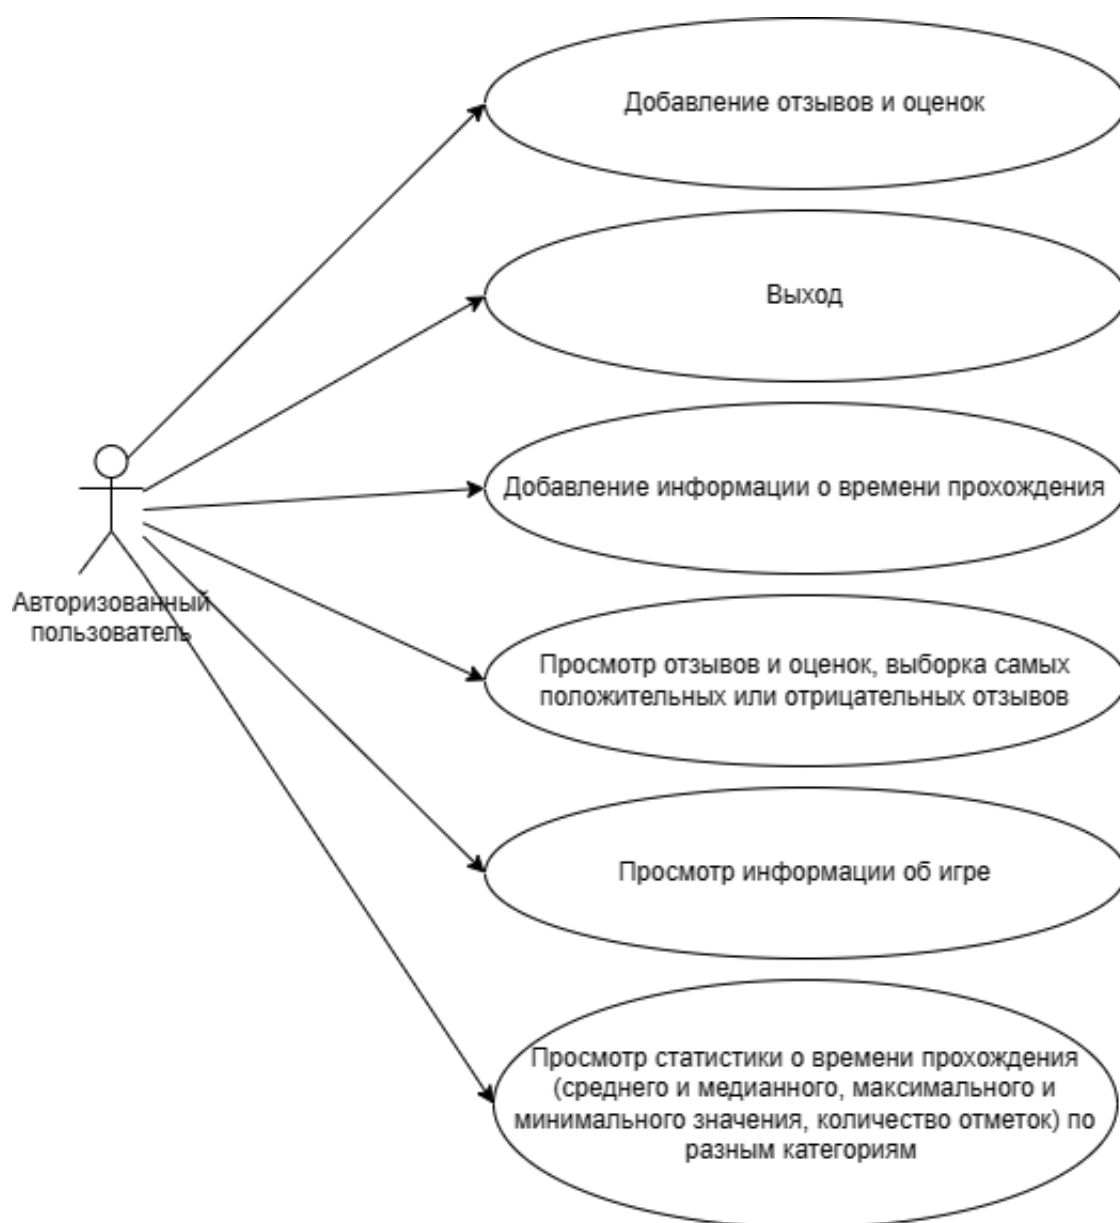 Добавление отзывов и оценок
Выход
Добавление информации о времени прохождения
Авторизованный
пользователь
Просмотр отзывов и оценок, выборка самых
положительных или отрицательных отзывов
Просмотр информации об игре
Просмотр статистики о времени прохождения
(среднего и медианного, максимального и
минимального значения, количество отметок) по
разным категориям